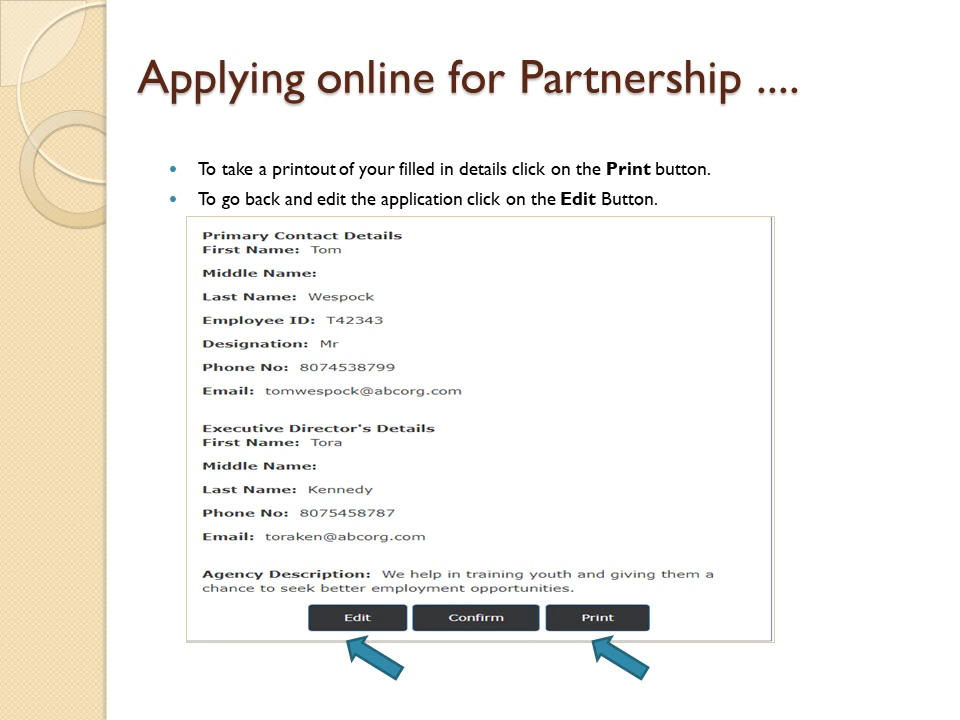 Applying online for Partnership ....
To take a printout of your filled in details click on the Print button.
To go back and edit the application click on the Edit Button.
Primary Contact Details
First Name: Tom
Middle Name:
Last Name: Wespock
Employee ID: T42343
Designation: Mr
Phone No: 8074538799
Email: tomwespock@abcorg.com
Executive Director's Details
First Name: Tora
Middle Name:
Last Name: Kennedy
Phone No: 8075458787
Email: toraken@abcorg.com
Agency Description: We help in training youth and giving them a
chance to seek better employment opportunities.
Edit Confirm Print